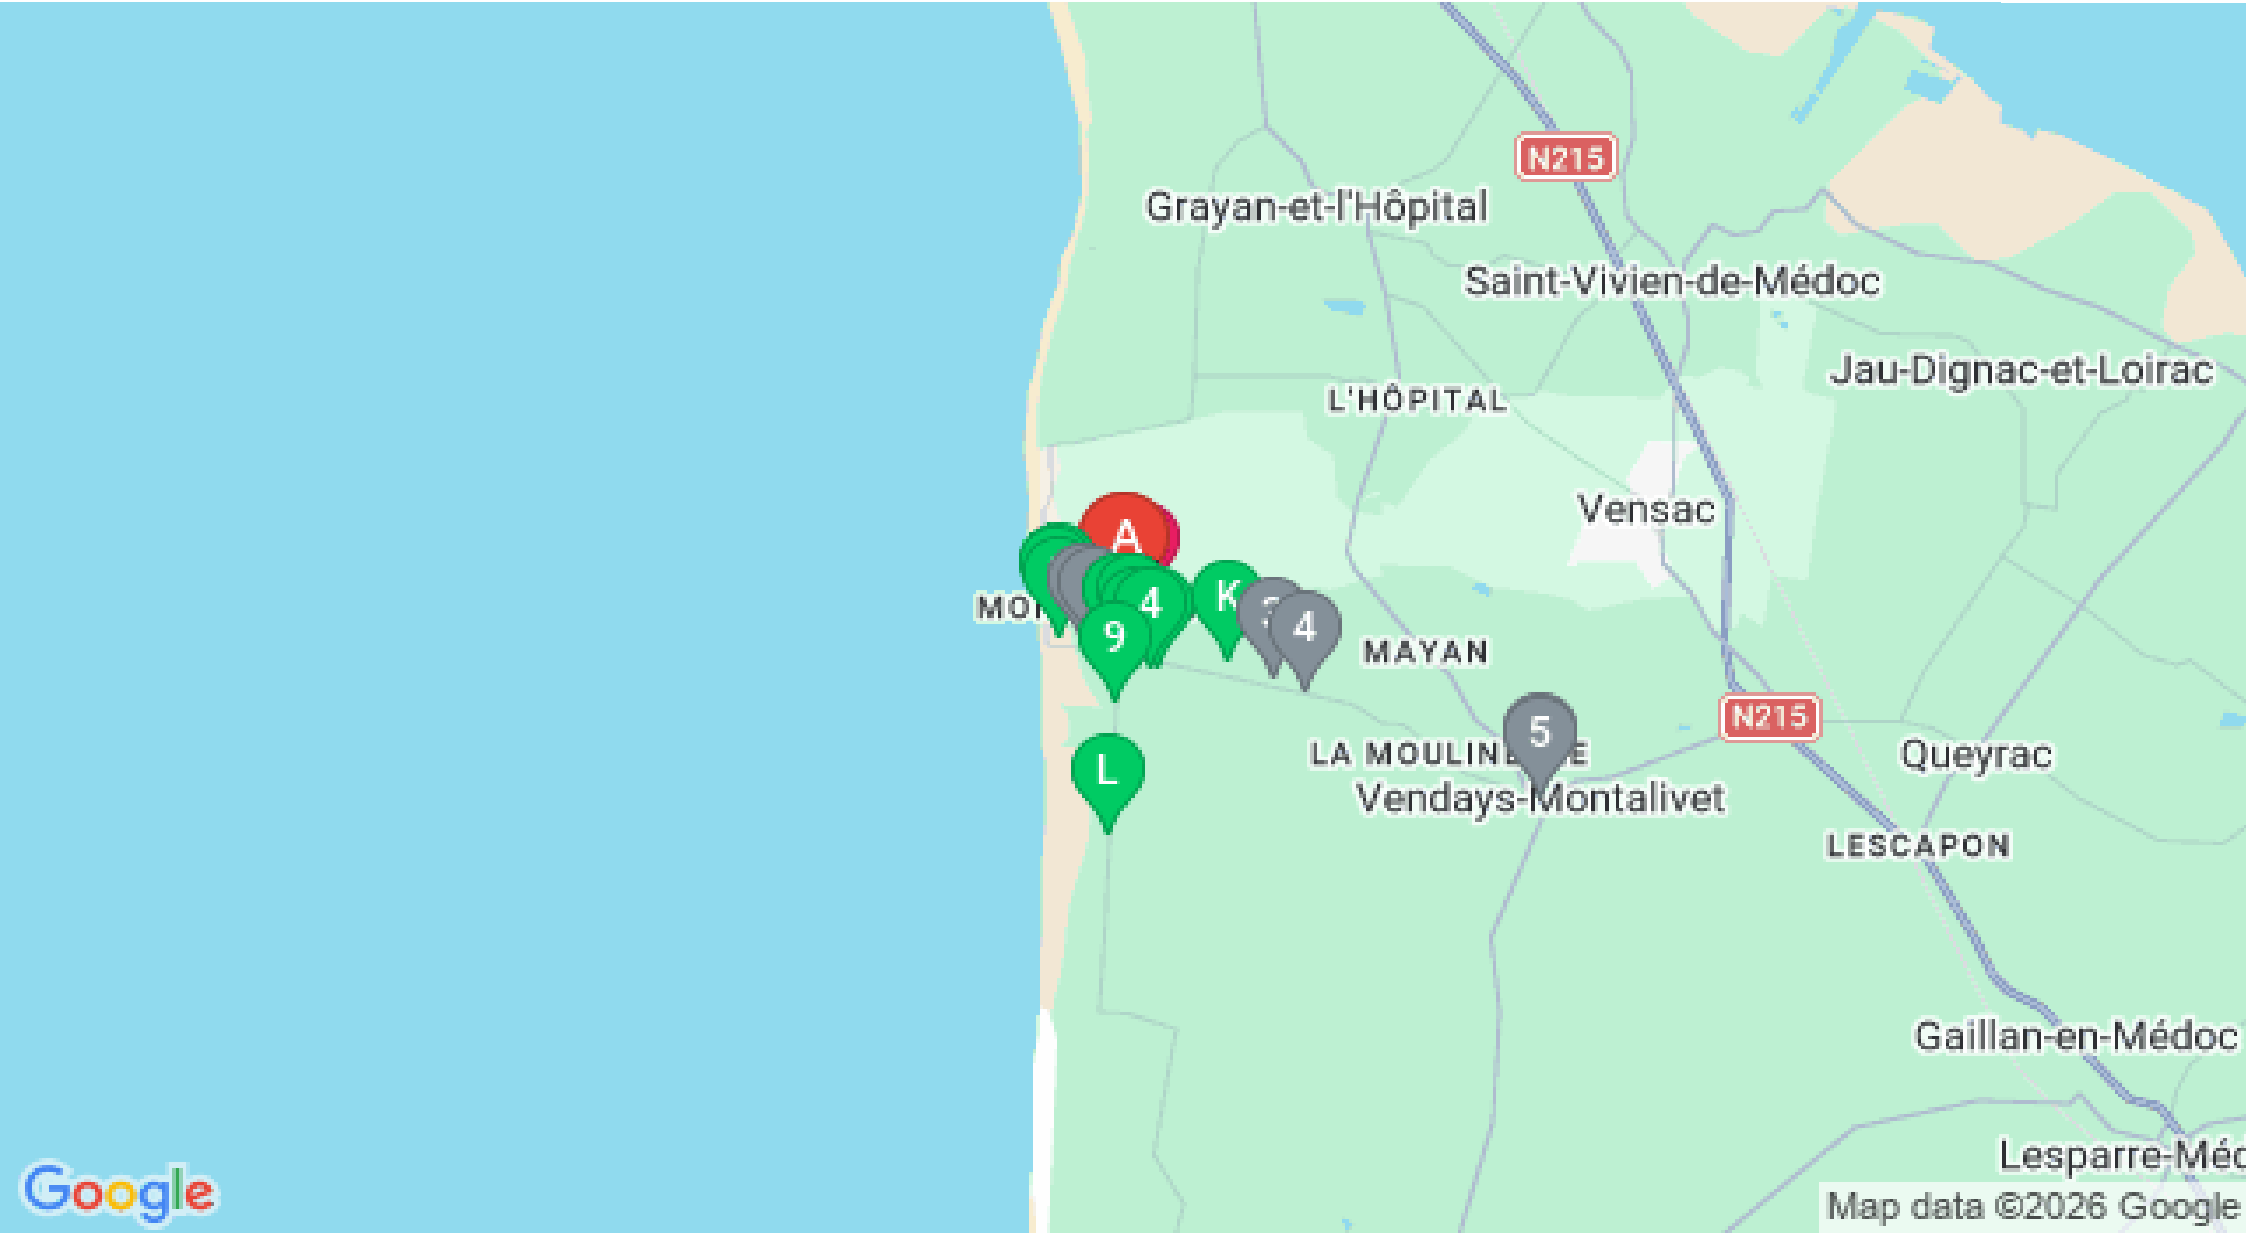 N215
Grayan-et-l'Hôpital
Saint-Vivien-de-Médoc
Jau-Dignac-et-Loirac
L'HÔPITAL
Vensac
A
K
4
4
9
MAYAN
N215
5
L
Queyrac
Vendays-Montalivet
LESCAPON
Gaillan-en-Médoc
Google
Map data ©2026 Google